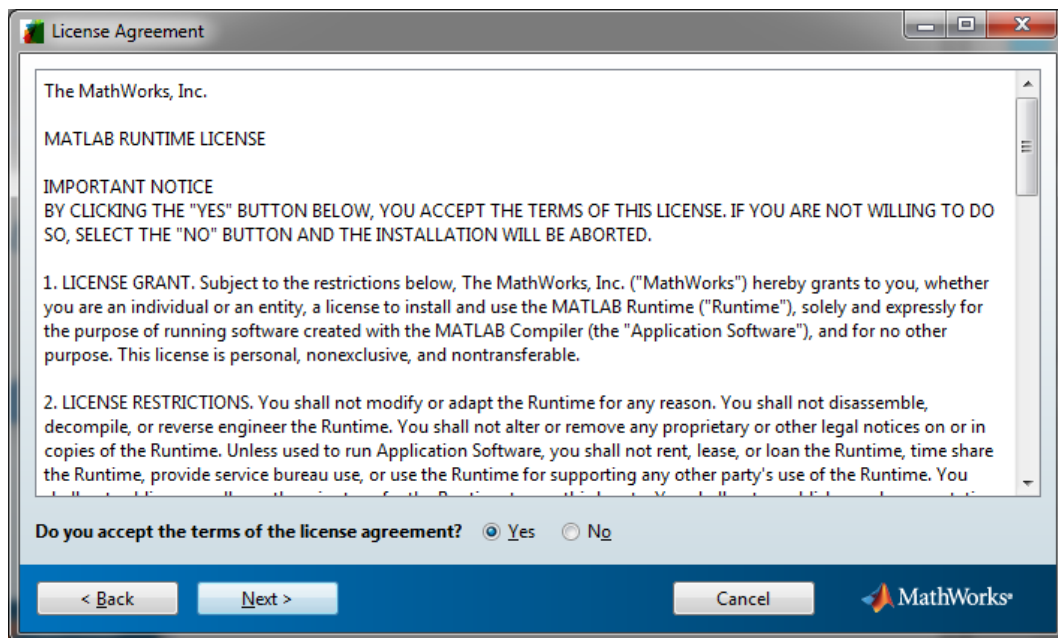 License Agreement
The MathWorks, Inc.
MATLAB RUNTIME LICENSE
IMPORTANT NOTICE
BY CLICKING THE "YES" BUTTON BELOW, YOU ACCEPT THE TERMS OF THIS LICENSE. IF YOU ARE NOT WILLING TO DO
SO, SELECT THE "NO" BUTTON AND THE INSTALLATION WILL BE ABORTED.
1. LICENSE GRANT. Subject to the restrictions below, The MathWorks, Inc. ("MathWorks") hereby grants to you, whether
you are an individual or an entity, a license to install and use the MATLAB Runtime ("Runtime"), solely and expressly for
the purpose of running software created with the MATLAB Compiler (the "Application Software"), and for no other
purpose. This license is personal, nonexclusive, and nontransferable.
2. LICENSE RESTRICTIONS. You shall not modify or adapt the Runtime for any reason. You shall not disassemble,
decompile, or reverse engineer the Runtime. You shall not alter or remove any proprietary or other legal notices on or in
copies of the Runtime. Unless used to run Application Software, you shall not rent, lease, or loan the Runtime, time share
the Runtime, provide service bureau use, or use the Runtime for supporting any other party's use of the Runtime. You
Do you accept the terms of the license agreement? Yes No
< Back Next > Cancel MathWorks®